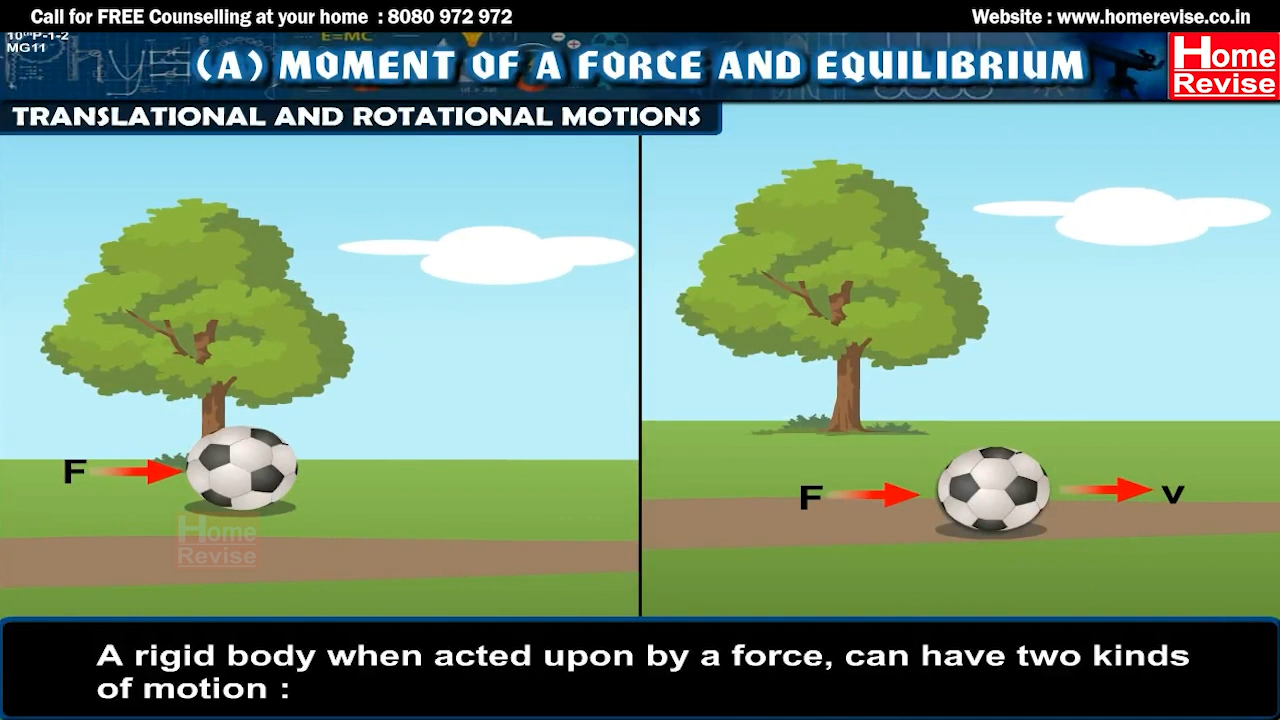 Call for FREE Counselling at your home : 8080 972 972
Website : www.homerevise.co.in
10thP-1-2
MG11
E=MC
(A) MOMENT OF A FORCE AND EQUILIBRIUM
Home
Revise
TRANSLATIONAL AND ROTATIONAL MOTIONS
F
F
v
Home
Revise
A rigid body when acted upon by a force, can have two kinds
of motion :